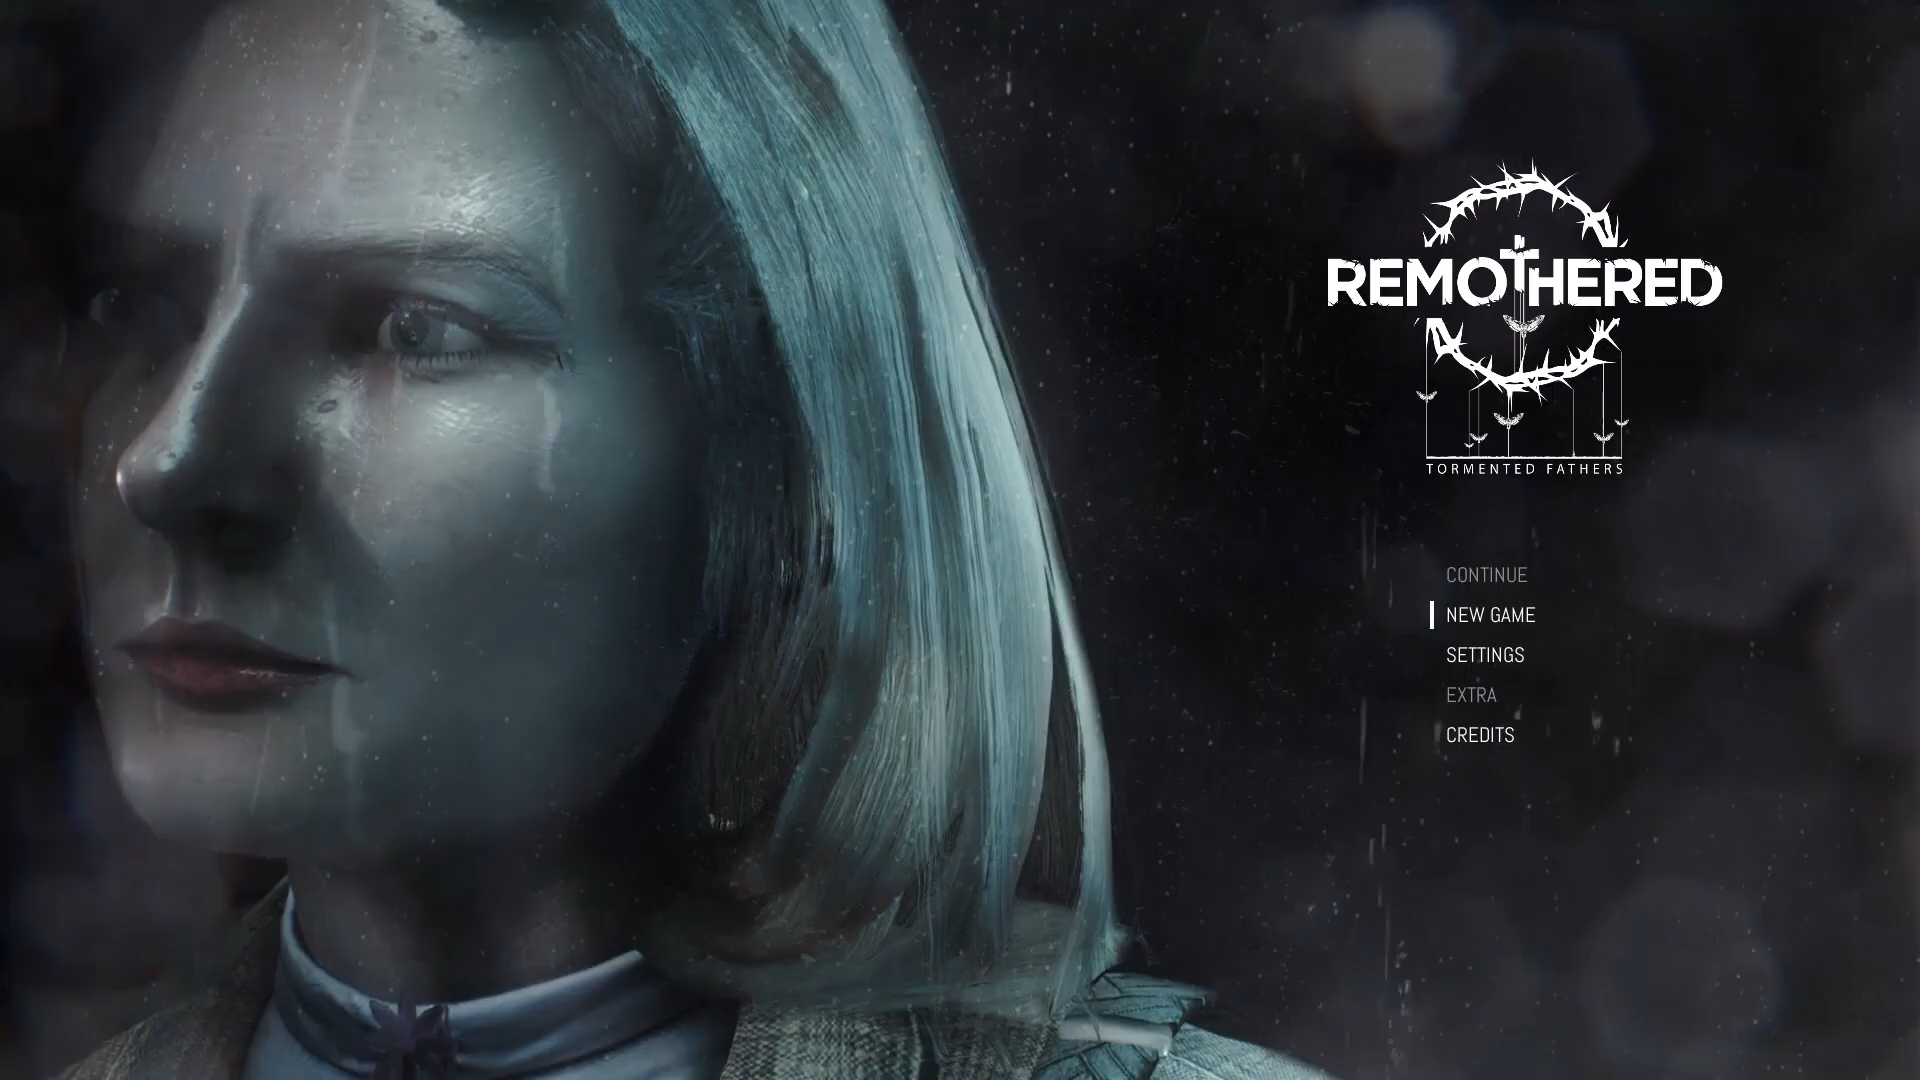 REMOTHERED
TORMENTED FATHERS
CONTINUE
NEW GAME
SETTINGS
EXTRA
CREDITS